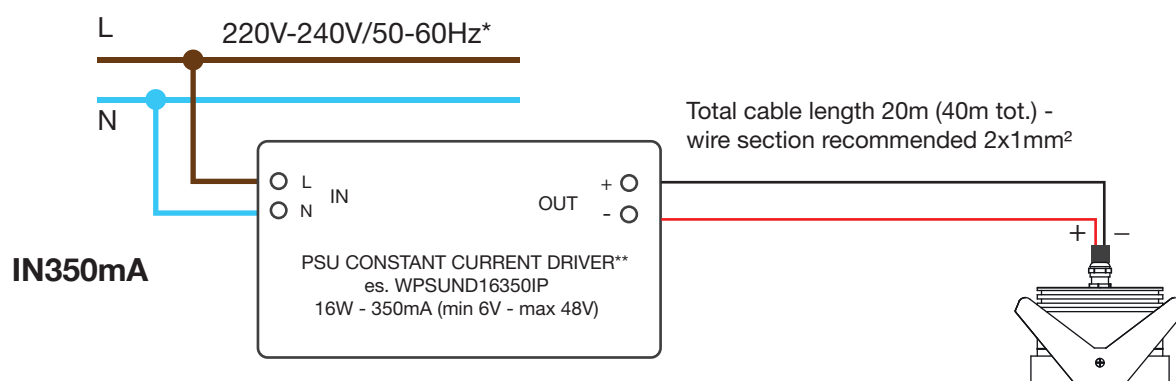 L
220V-240V/50-60Hz*
N
Total cable length 20m (40m tot.) -
wire section recommended 2x1mm²
L
IN
N
+
OUT
-
+
–
IN350mA
PSU CONSTANT CURRENT DRIVER**
es. WPSUND16350IP
16W - 350mA (min 6V - max 48V)